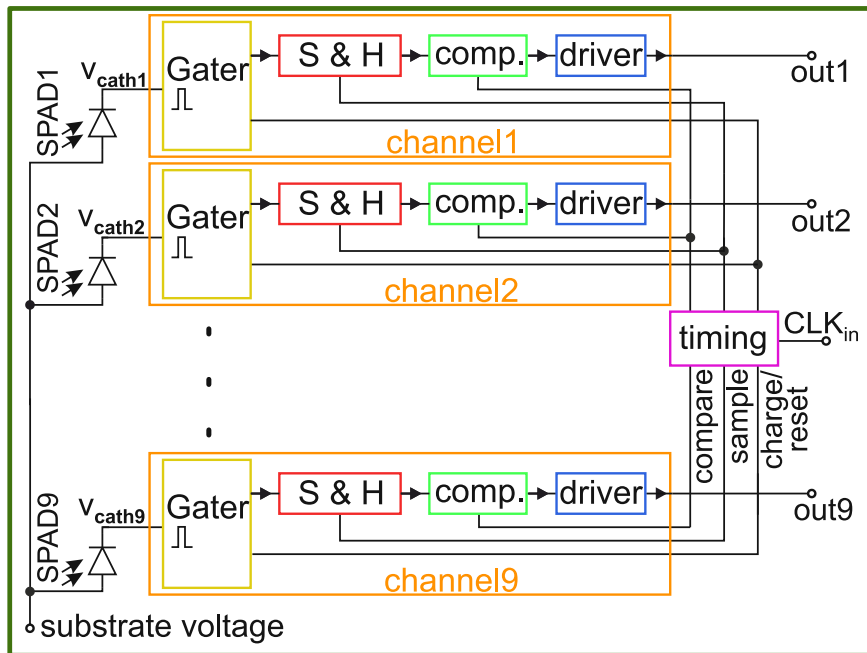 SPAD1
Vcath1
Gater
S & H
comp.
driver
out1
channel1
SPAD2
Vcath2
Gater
S & H
comp.
driver
out2
channel2
timing
CLKin
compare
sample
charge/
reset
SPAD9
Vcath9
Gater
S & H
comp.
driver
out9
channel9
substrate voltage